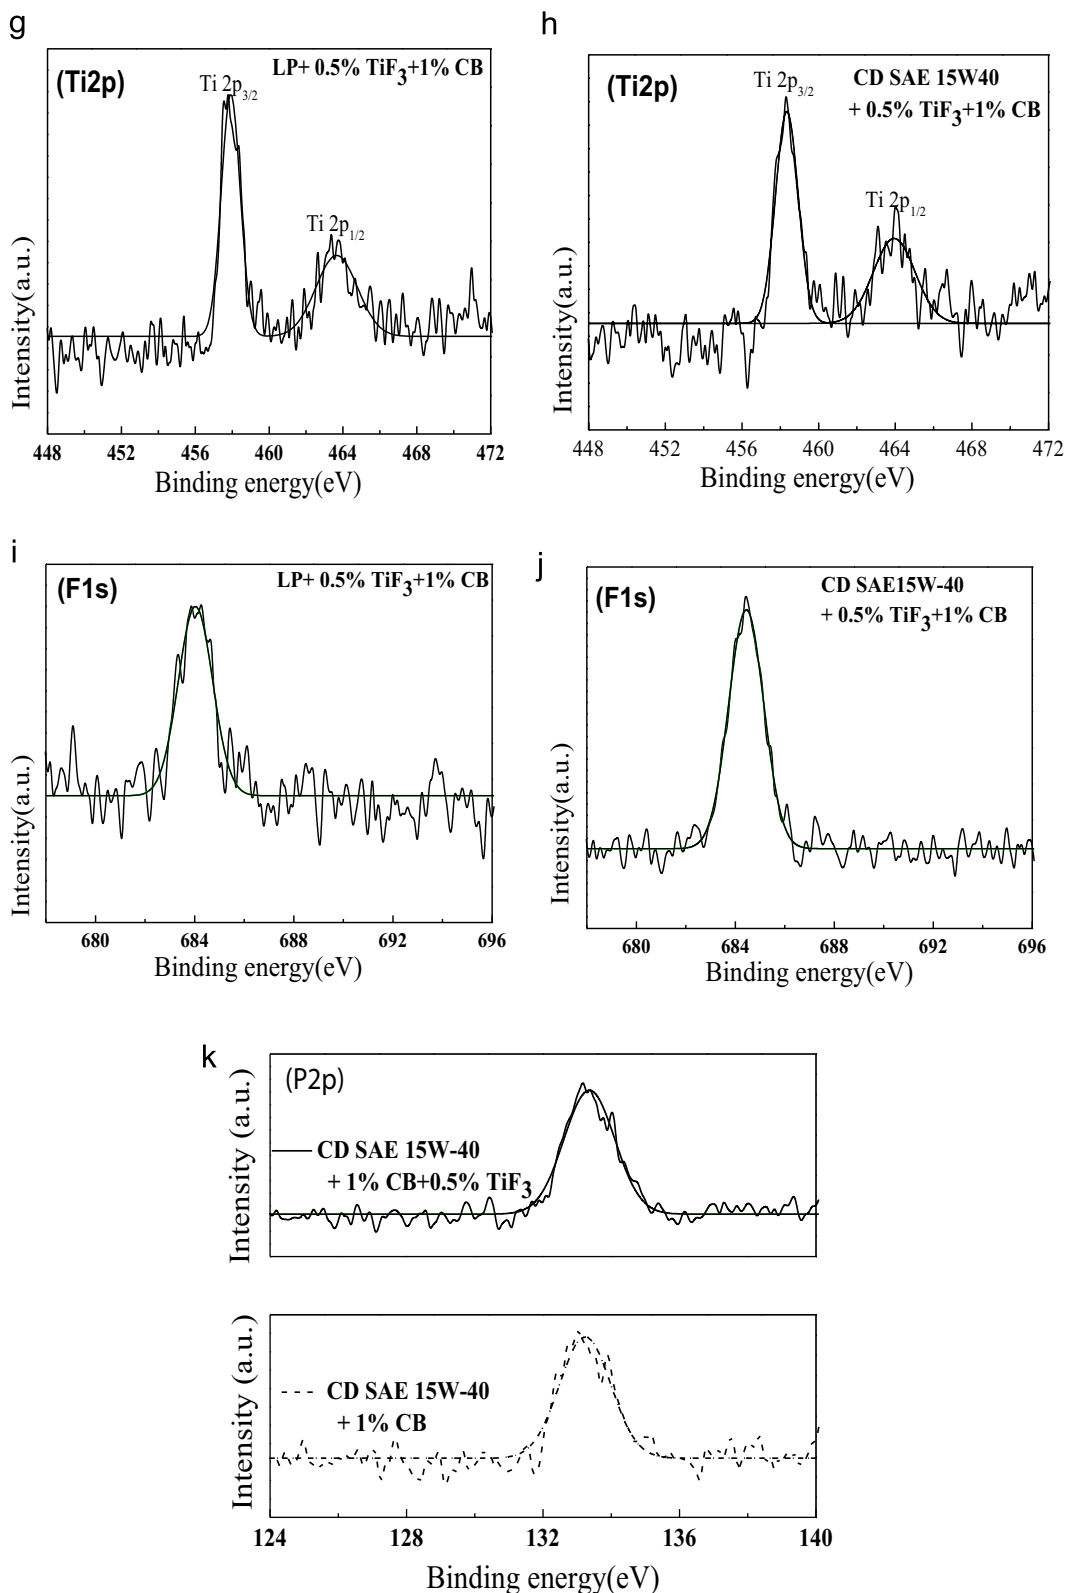 g
(Ti2p)
LP+ 0.5% TiF3+1% CB
Ti 2p3/2
Ti 2p1/2
Intensity(a.u.)
448 452 456 460 464 468 472
Binding energy(eV)
h
(Ti2p)
CD SAE 15W40
+ 0.5% TiF3+1% CB
Ti 2p3/2
Ti 2p1/2
Intensity(a.u.)
448 452 456 460 464 468 472
Binding energy(eV)
i
(F1s)
LP+ 0.5% TiF3+1% CB
Intensity(a.u.)
680 684 688 692 696
Binding energy(eV)
j
(F1s)
CD SAE15W-40
+ 0.5% TiF3+1% CB
Intensity(a.u.)
680 684 688 692 696
Binding energy(eV)
k
(P2p)
CD SAE 15W-40
+ 1% CB+0.5% TiF3
Intensity (a.u.)
CD SAE 15W-40
+ 1% CB
Intensity (a.u.)
124 128 132 136 140
Binding energy(eV)